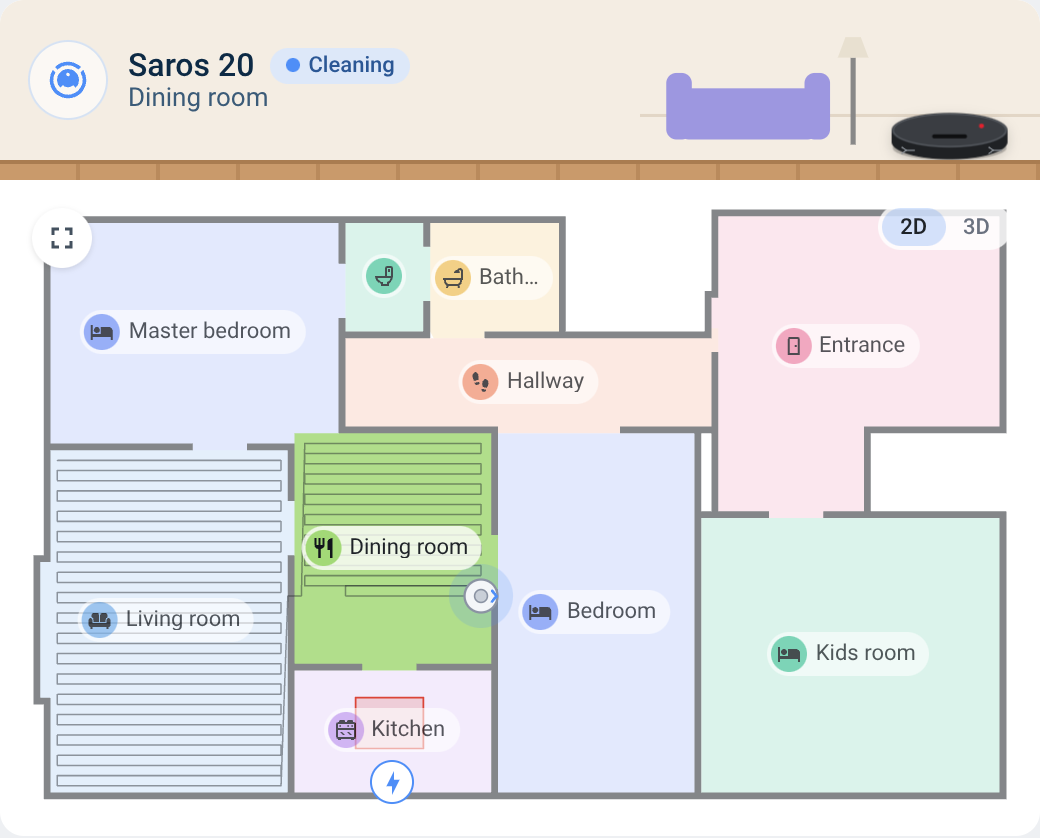 Saros 20
Cleaning
Dining room
2D
3D
Bath...
Master bedroom
Entrance
Hallway
Dining room
Living room
Bedroom
Kids room
Kitchen